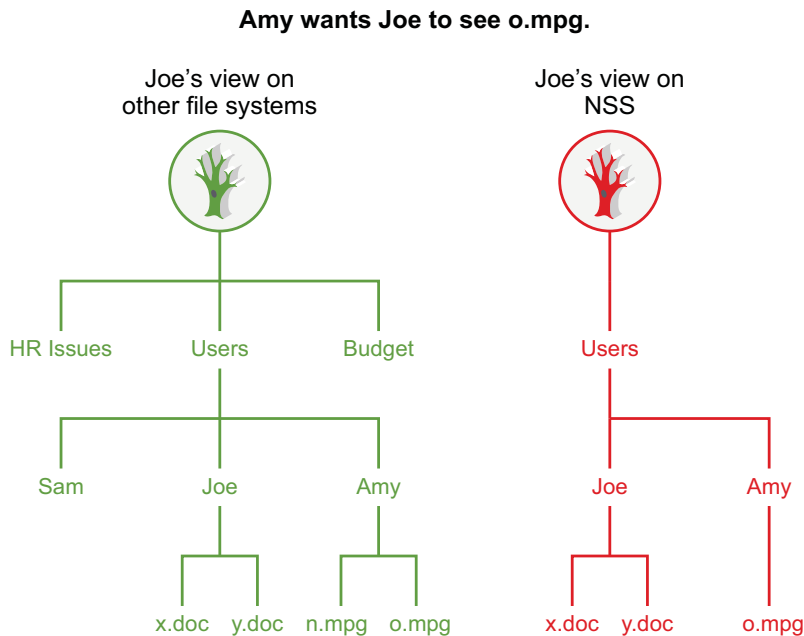 Amy wants Joe to see o.mpg.
Joe’s view on
other file systems
Joe’s view on
NSS
HR Issues
Users
Budget
Users
Sam
Joe
Amy
Joe
Amy
x.doc
y.doc
n.mpg
o.mpg
x.doc
y.doc
o.mpg